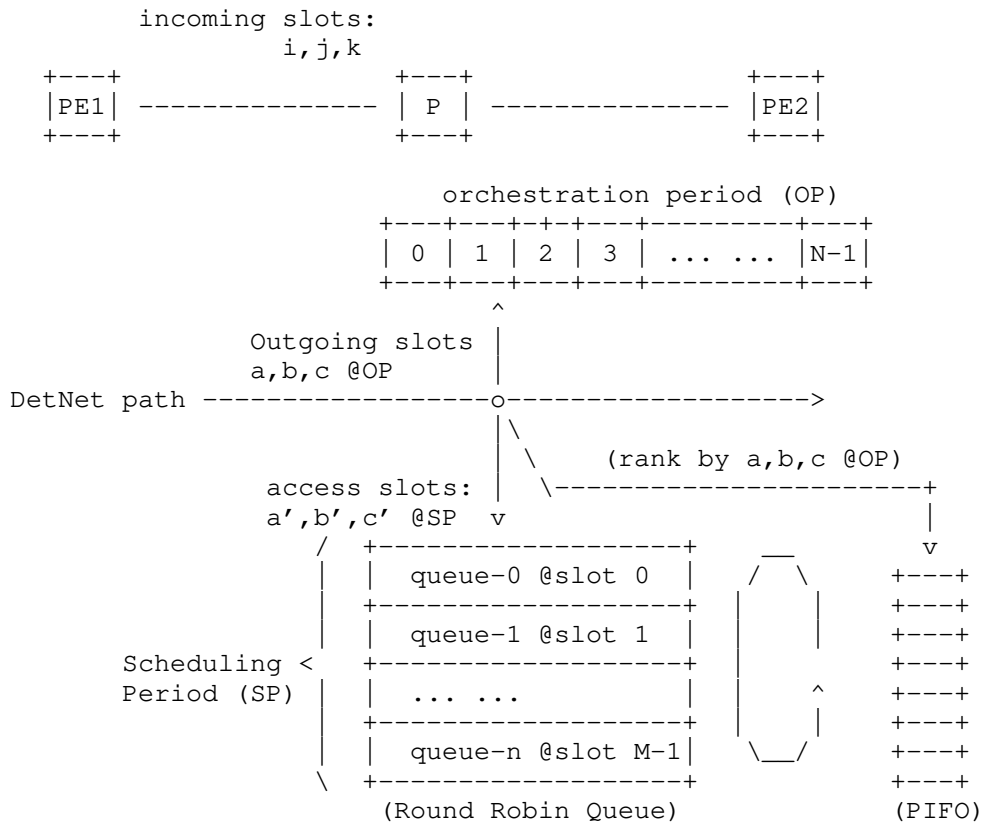 incoming slots:
i,j,k
PE1 P PE2
orchestration period (OP)
0 1 2 3 ... ... N-1
Outgoing slots
a,b,c @OP
DetNet path
(rank by a,b,c @OP)
access slots:
a',b',c' @SP
queue-0 @slot 0
queue-1 @slot 1
Scheduling
Period (SP) ... ...
queue-n @slot M-1
(Round Robin Queue) (PIFO)